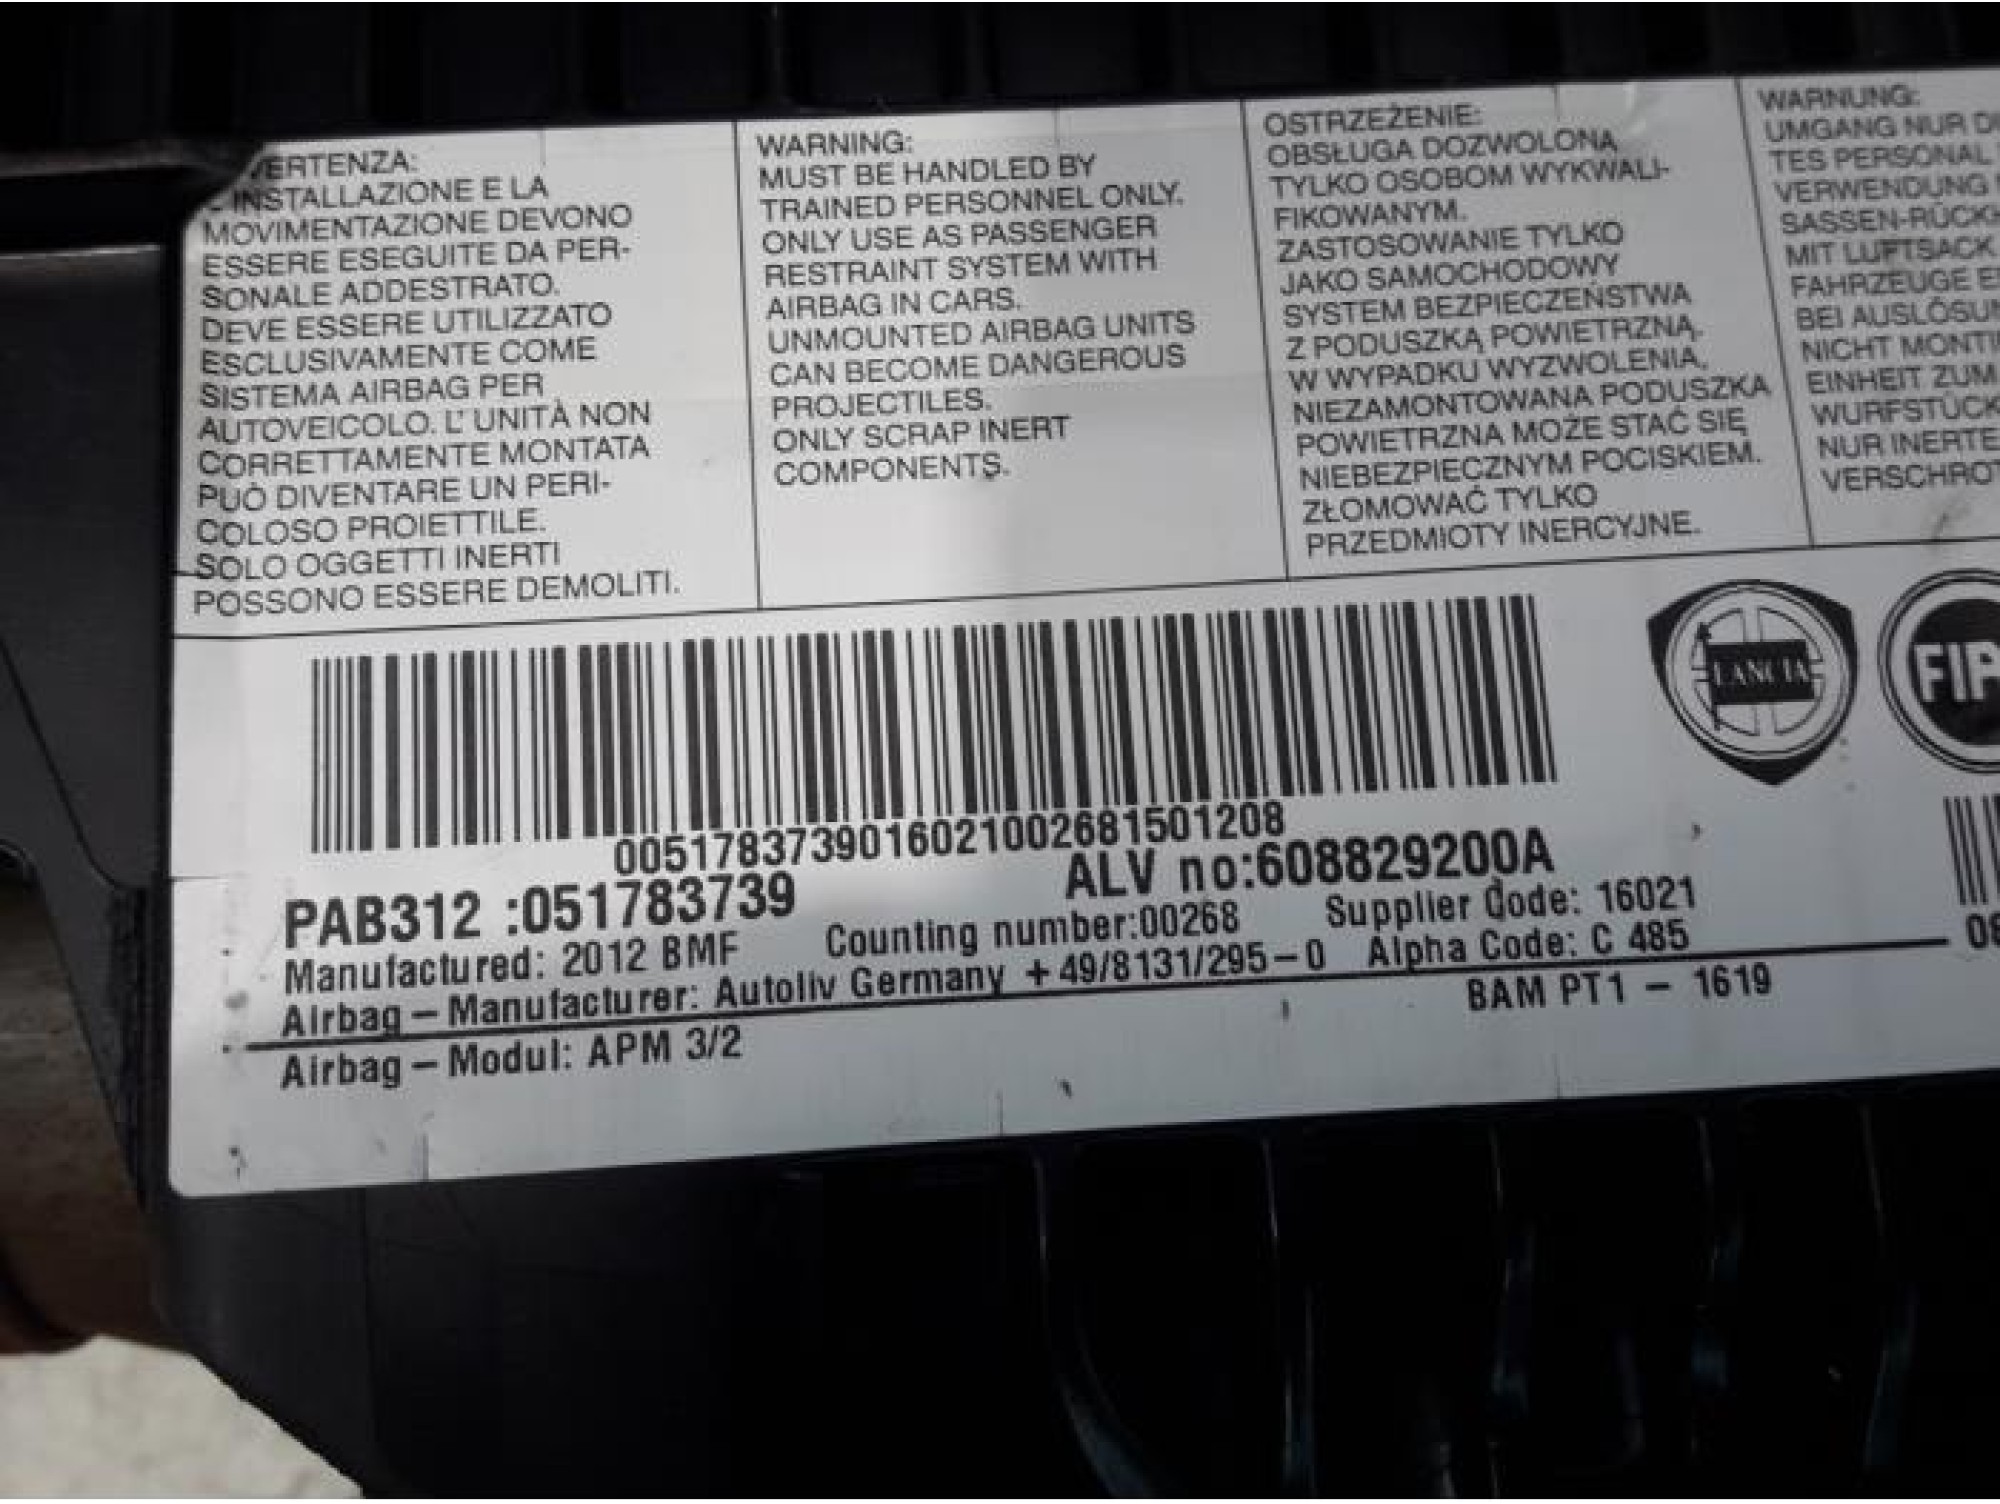 VERTENZA:
L'INSTALLAZIONE E LA
MOVIMENTAZIONE DEVONO
ESSERE ESEGUITE DA PER-
SONALE ADDESTRATO.
DEVE ESSERE UTILIZZATO
ESCLUSIVAMENTE COME
SISTEMA AIRBAG PER
AUTOVEICOLO. L'UNITÀ NON
CORRETTAMENTE MONTATA
PUÒ DIVENTARE UN PERI-
COLOSO PROIETTILE.
SOLO OGGETTI INERTI
POSSONO ESSERE DEMOLITI.
WARNING:
MUST BE HANDLED BY
TRAINED PERSONNEL ONLY.
ONLY USE AS PASSENGER
RESTRAINT SYSTEM WITH
AIRBAG IN CARS.
UNMOUNTED AIRBAG UNITS
CAN BECOME DANGEROUS
PROJECTILES.
ONLY SCRAP INERT
COMPONENTS.
OSTRZEŻENIE:
OBSŁUGA DOZWOLONA
TYLKO OSOBOM WYKWALI-
FIKOWANYM.
ZASTOSOWANIE TYLKO
JAKO SAMOCHODOWY
SYSTEM BEZPIECZEŃSTWA
Z PODUSZKĄ POWIETRZNĄ.
W WYPADKU WYZWOLENIA,
NIEZAMONTOWANA PODUSZKA
POWIETRZNA MOŻE STAĆ SIĘ
NIEBEZPIECZNYM POCISKIEM.
ZŁOMOWAĆ TYLKO
PRZEDMIOTY INERCYJNE.
WARNUNG:
UMGANG NUR DU
TES PERSONAL
VERWENDUNG
SASSEN-RÜCKH
MIT LUFTSACK
FAHRZEUGE E
BEI AUSLÖSUN
NICHT MONTI
EINHEIT ZUM
WURFSTÜCK
NUR INERTE
VERSCHROT
LANCIA
FIA
0051783739016021002681501208
PAB312 :051783739 ALV no:608829200A
Manufactured: 2012 BMF Counting number:00268 Supplier Code: 16021
Airbag – Manufacturer: Autoliv Germany +49/8131/295–0 Alpha Code: C 485
08
Airbag – Modul: APM 3/2 BAM PT1 – 1619